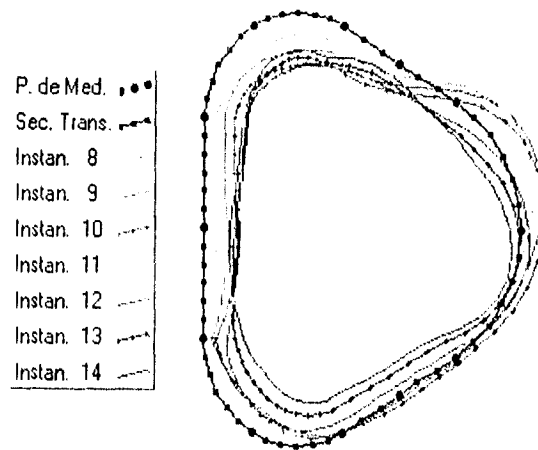 P. de Med.
Sec. Trans.
Instan. 8
Instan. 9
Instan. 10
Instan. 11
Instan. 12
Instan. 13
Instan. 14